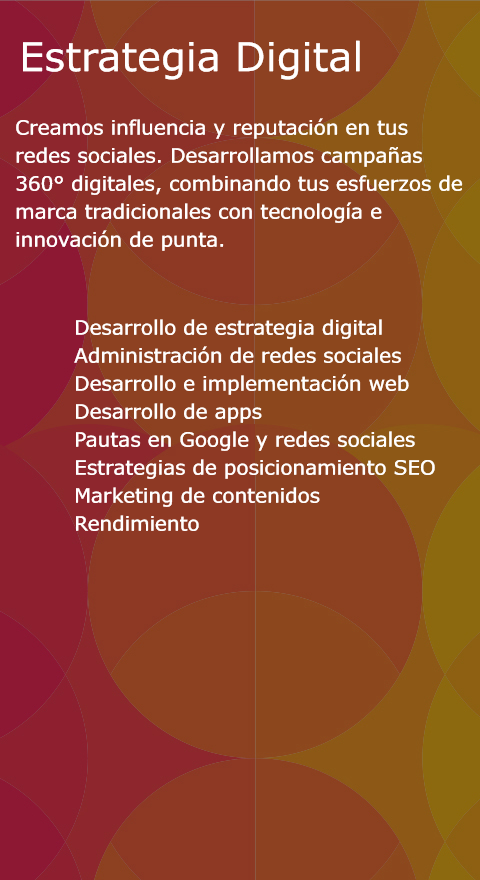 Estrategia Digital
Creamos influencia y reputación en tus
redes sociales. Desarrollamos campañas
360° digitales, combinando tus esfuerzos de
marca tradicionales con tecnología e
innovación de punta.
Desarrollo de estrategia digital
Administración de redes sociales
Desarrollo e implementación web
Desarrollo de apps
Pautas en Google y redes sociales
Estrategias de posicionamiento SEO
Marketing de contenidos
Rendimiento